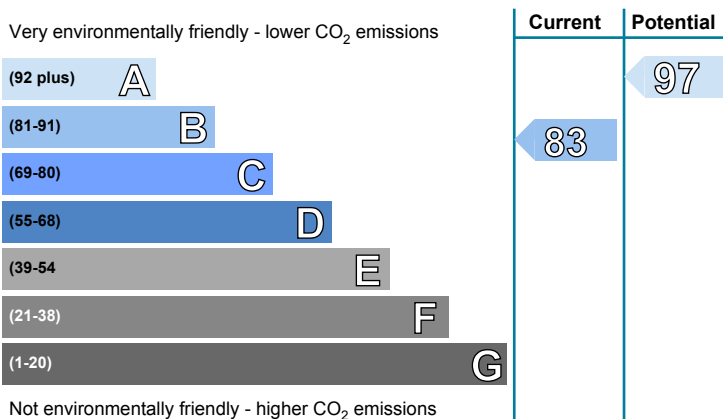 Very environmentally friendly - lower CO2 emissions
Current
Potential
(92 plus) A
97
(81-91) B
83
(69-80) C
(55-68) D
(39-54 E
(21-38) F
(1-20) G
Not environmentally friendly - higher CO2 emissions